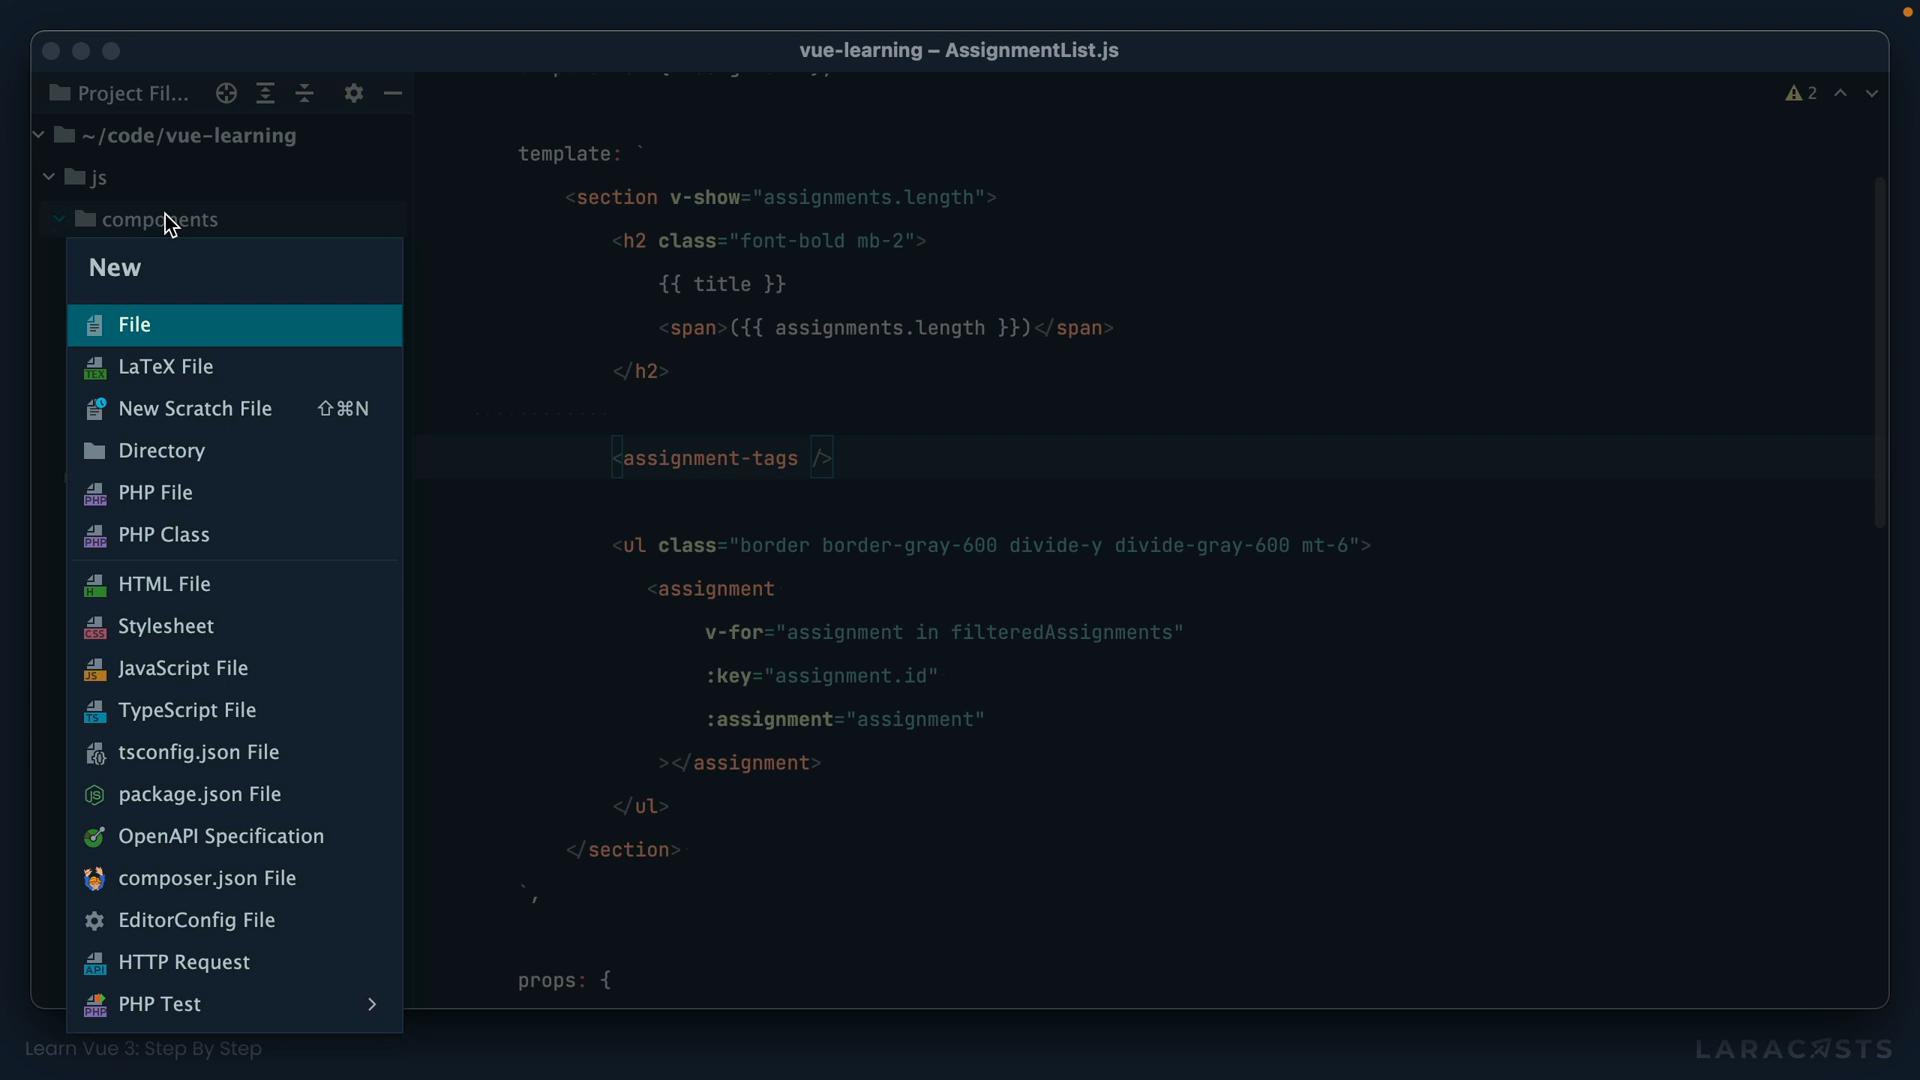 vue-learning – AssignmentList.js
Project Fil...
2
~/code/vue-learning
js
components
New
File
LaTeX File
New Scratch File ⇧⌘N
Directory
PHP File
PHP Class
HTML File
Stylesheet
JavaScript File
TypeScript File
tsconfig.json File
package.json File
OpenAPI Specification
composer.json File
EditorConfig File
HTTP Request
PHP Test
template: `
<section v-show="assignments.length">
<h2 class="font-bold mb-2">
{{ title }}
<span>({{ assignments.length }})</span>
</h2>
<assignment-tags />
<ul class="border border-gray-600 divide-y divide-gray-600 mt-6">
<assignment
v-for="assignment in filteredAssignments"
:key="assignment.id"
:assignment="assignment"
></assignment>
</ul>
</section>
`,
props: {
Learn Vue 3: Step By Step
LARACASTS